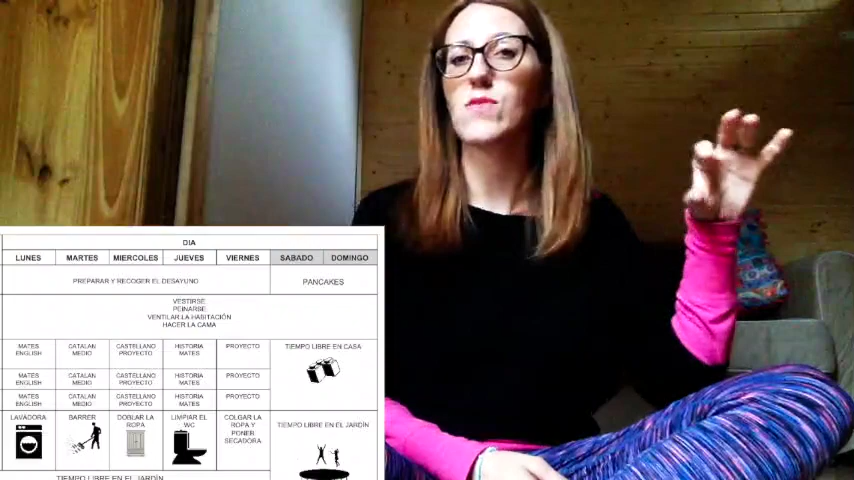 DIA
LUNES MARTES MIERCOLES JUEVES VIERNES SABADO DOMINGO
PREPARAR Y RECOGER EL DESAYUNO PANCAKES
VESTIRSE
PEINARSE
VENTILAR LA HABITACIÓN
HACER LA CAMA
MATES CATALAN CASTELLANO HISTORIA PROYECTO TIEMPO LIBRE EN CASA
ENGLISH MEDIO PROYECTO MATES
MATES CATALAN CASTELLANO HISTORIA PROYECTO
ENGLISH MEDIO PROYECTO MATES
MATES CATALAN CASTELLANO HISTORIA PROYECTO
ENGLISH MEDIO PROYECTO MATES
LAVADORA BARRER DOBLAR LA LIMPIAR EL COLGAR LA
ROPA WC ROPA Y
PONER
SECADORA
TIEMPO LIBRE EN EL JARDÍN
TIEMPO LIBRE EN EL JARDÍN